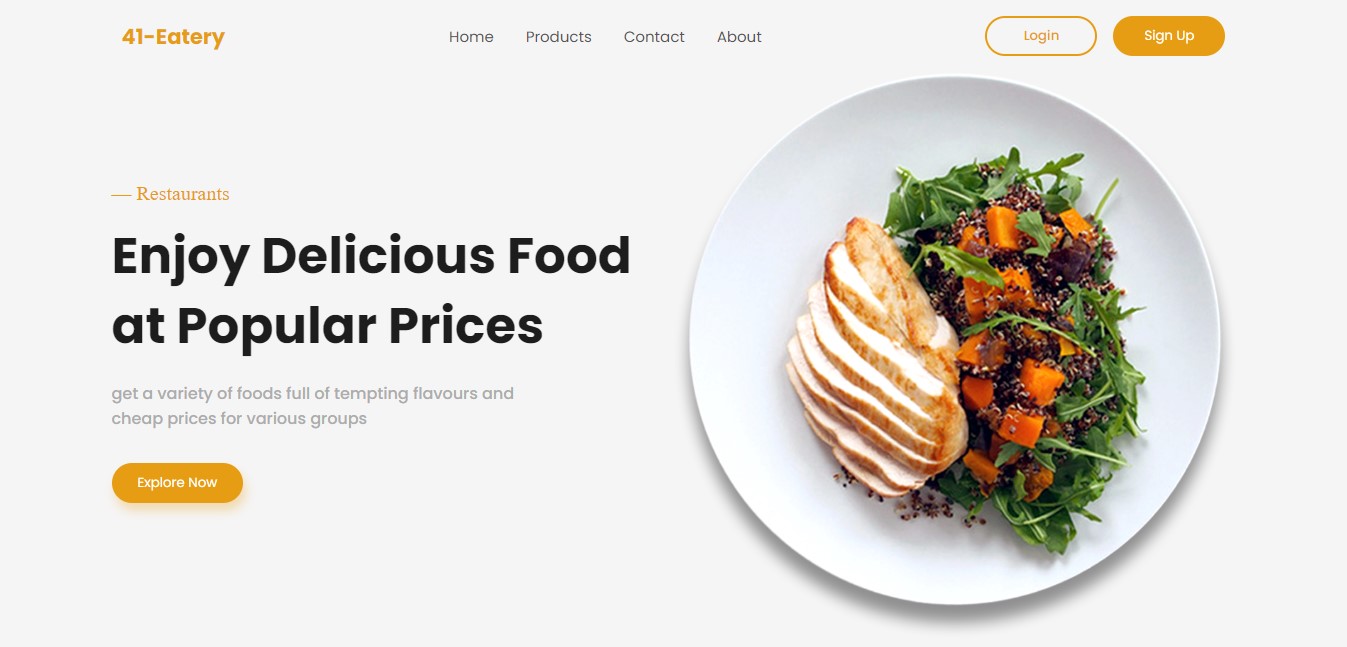 41-Eatery
Home Products Contact About
Login Sign Up
— Restaurants
Enjoy Delicious Food
at Popular Prices
get a variety of foods full of tempting flavours and
cheap prices for various groups
Explore Now